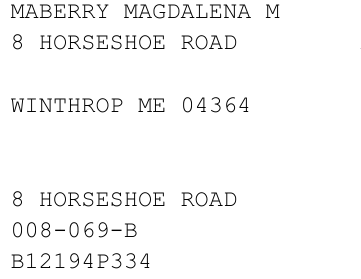 MABERRY MAGDALENA M
8 HORSESHOE ROAD
WINTHROP ME 04364
8 HORSESHOE ROAD
008-069-B
B12194P334